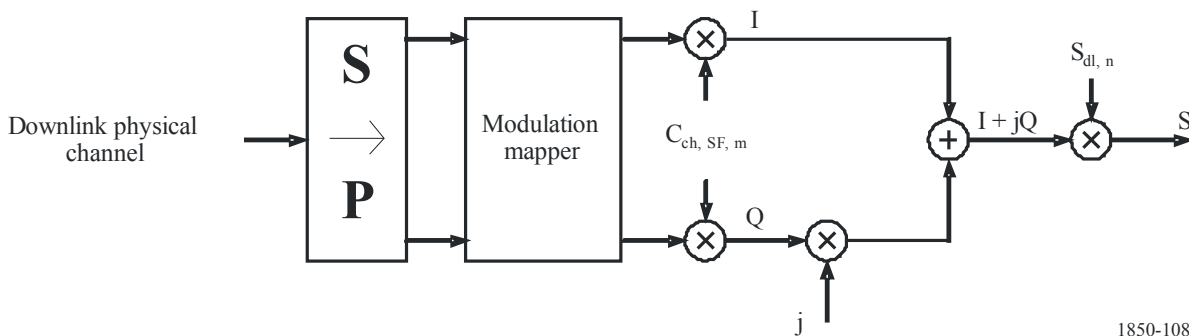 Downlink physical
channel
S
P
Modulation
mapper
I
C_ch, SF, m
Q
j
I + jQ
S_dl, n
S
1850-108